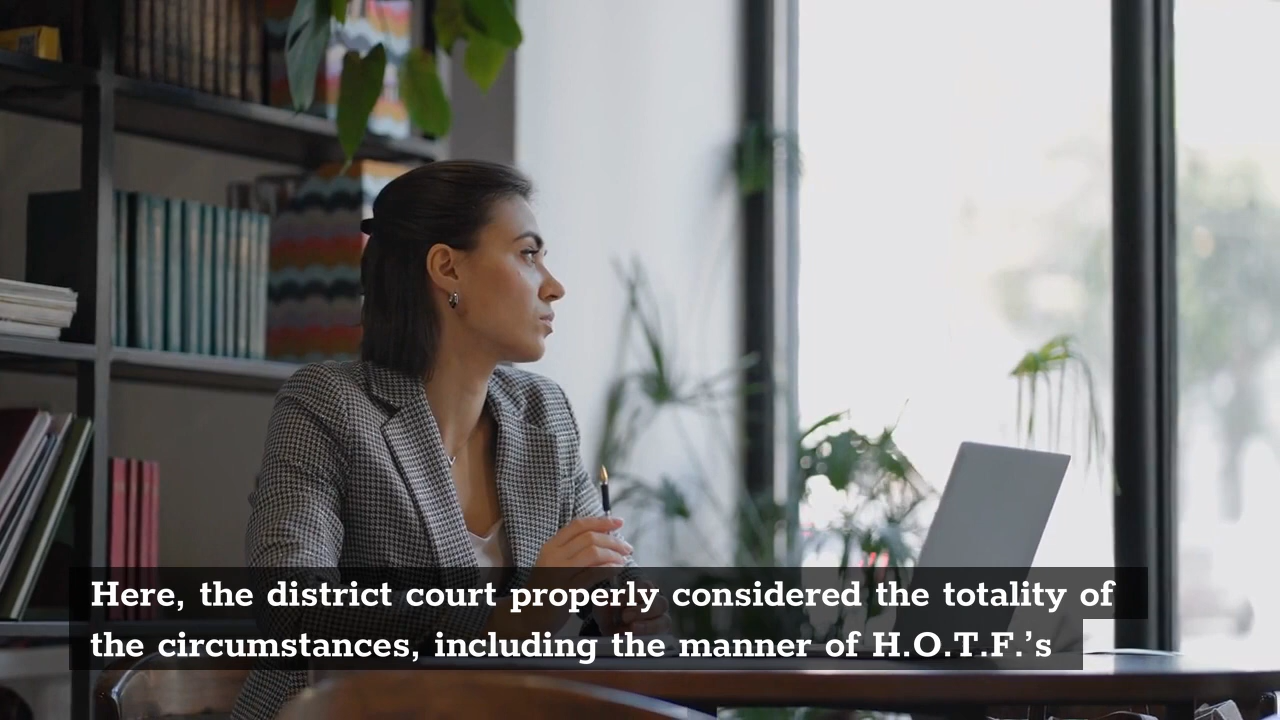 Here, the district court properly considered the totality of
the circumstances, including the manner of H.O.T.F.’s